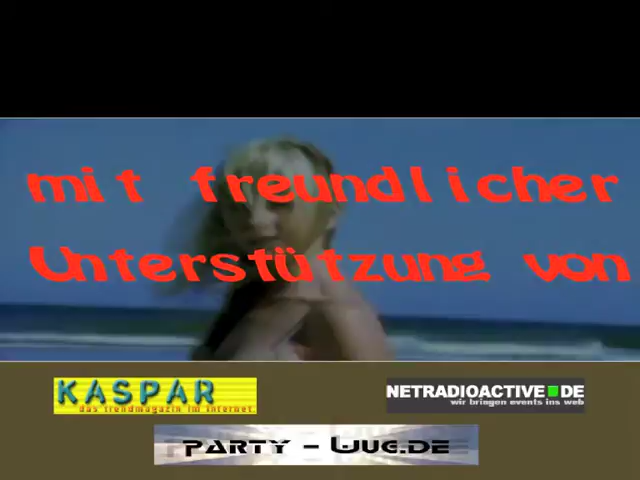 mit freundlicher
Unterstützung von
KASPAR
das trendmagazin im internet
NETRADIOACTIVE.DE
wir bringen events ins web
PARTY - WUG.DE